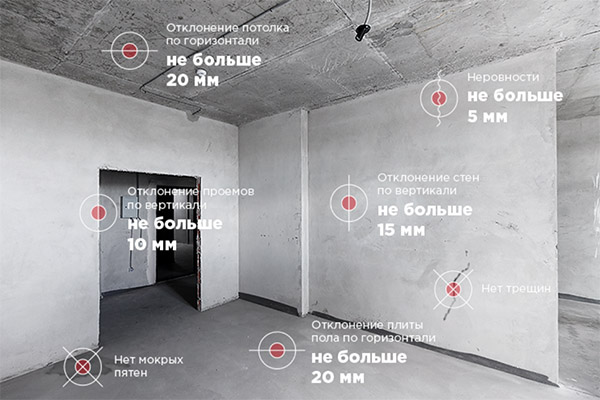 Отклонение потолка
по горизонтали
не больше
20 мм
Неровности
не больше
5 мм
Отклонение проемов
по вертикали
не больше
10 мм
Отклонение стен
по вертикали
не больше
15 мм
Нет трещин
Отклонение плиты
пола по горизонтали
не больше
20 мм
Нет мокрых
пятен